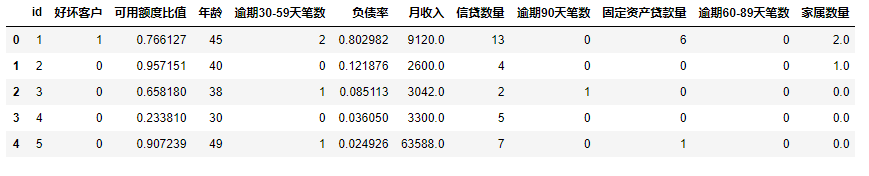 id 好坏客户 可用额度比值 年龄 逾期30-59天笔数 负债率 月收入 信贷数量 逾期90天笔数 固定资产贷款量 逾期60-89天笔数 家属数量
0 1 1 0.766127 45 2 0.802982 9120.0 13 0 6 0 2.0
1 2 0 0.957151 40 0 0.121876 2600.0 4 0 0 0 1.0
2 3 0 0.658180 38 1 0.085113 3042.0 2 1 0 0 0.0
3 4 0 0.233810 30 0 0.036050 3300.0 5 0 0 0 0.0
4 5 0 0.907239 49 1 0.024926 63588.0 7 0 1 0 0.0